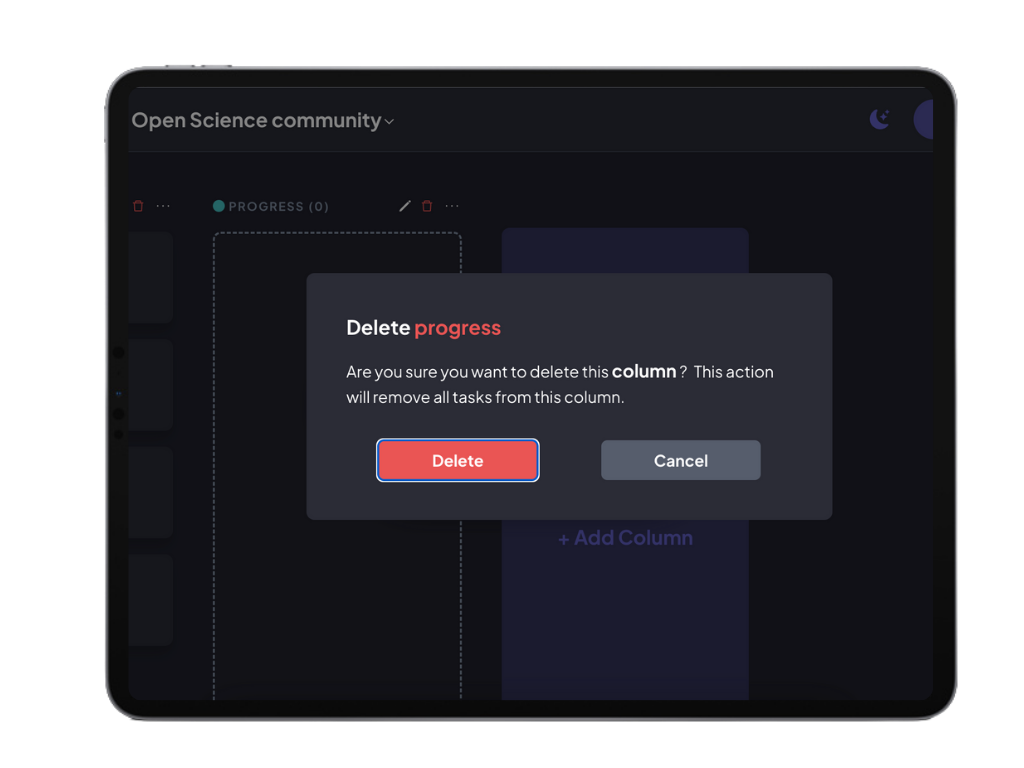 Open Science community
PROGRESS (0)
Delete progress
Are you sure you want to delete this column ? This action
will remove all tasks from this column.
Delete
Cancel
+ Add Column